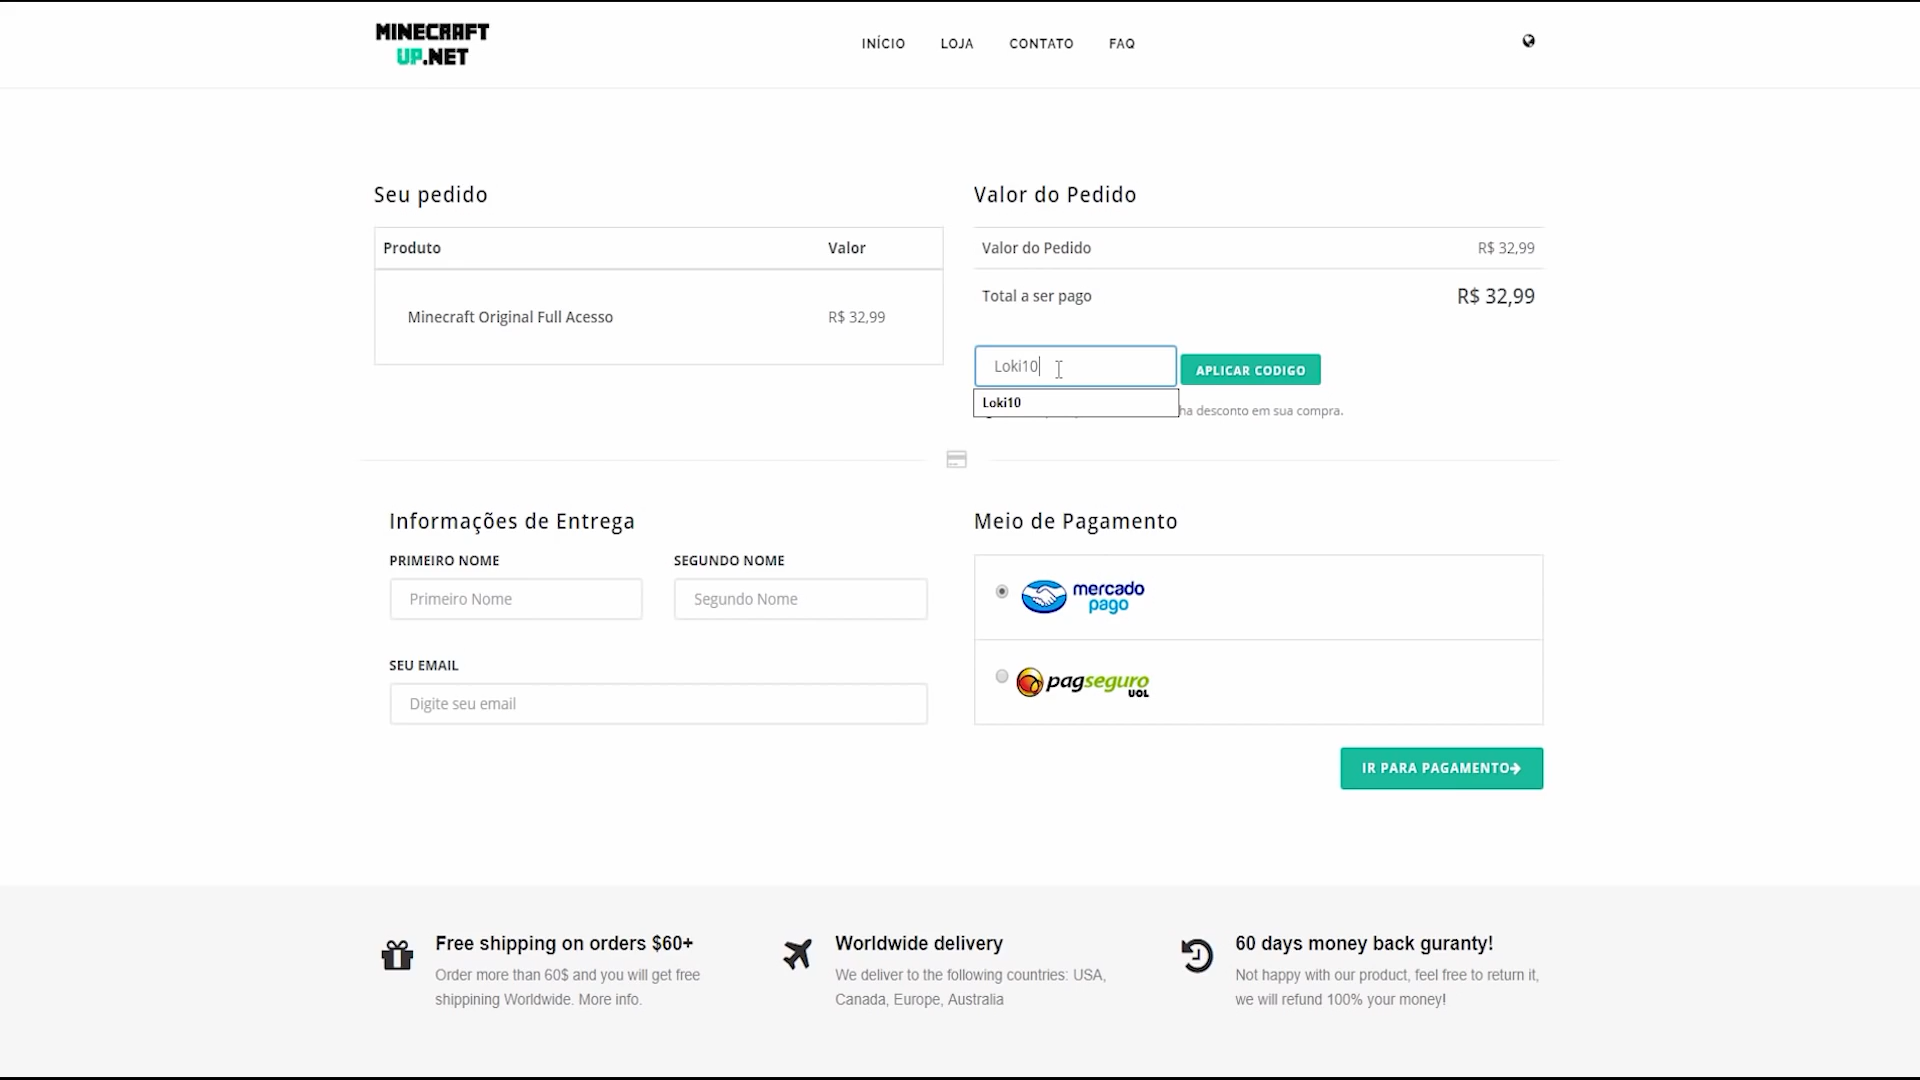 MINECRAFT
UP.NET
INÍCIO LOJA CONTATO FAQ
Seu pedido
Produto Valor
Minecraft Original Full Acesso R$ 32,99
Valor do Pedido
Valor do Pedido R$ 32,99
Total a ser pago R$ 32,99
Loki10 APLICAR CODIGO
Loki10
desconto em sua compra.
Informações de Entrega
PRIMEIRO NOME SEGUNDO NOME
Primeiro Nome Segundo Nome
SEU EMAIL
Digite seu email
Meio de Pagamento
mercado
pago
pagseguro
UOL
IR PARA PAGAMENTO
Free shipping on orders $60+
Order more than 60$ and you will get free
shippining Worldwide. More info.
Worldwide delivery
We deliver to the following countries: USA,
Canada, Europe, Australia
60 days money back guranty!
Not happy with our product, feel free to return it,
we will refund 100% your money!